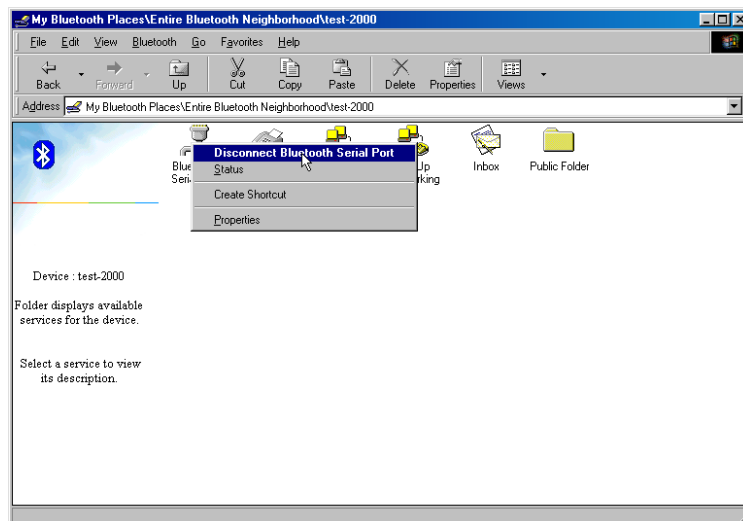 My Bluetooth Places\Entire Bluetooth Neighborhood\test-2000
File Edit View Bluetooth Go Favorites Help
Back Forward Up Cut Copy Paste Delete Properties Views
Address My Bluetooth Places\Entire Bluetooth Neighborhood\test-2000
Disconnect Bluetooth Serial Port
Status
Create Shortcut
Properties
Inbox
Public Folder
Device : test-2000
Folder displays available
services for the device.
Select a service to view
its description.